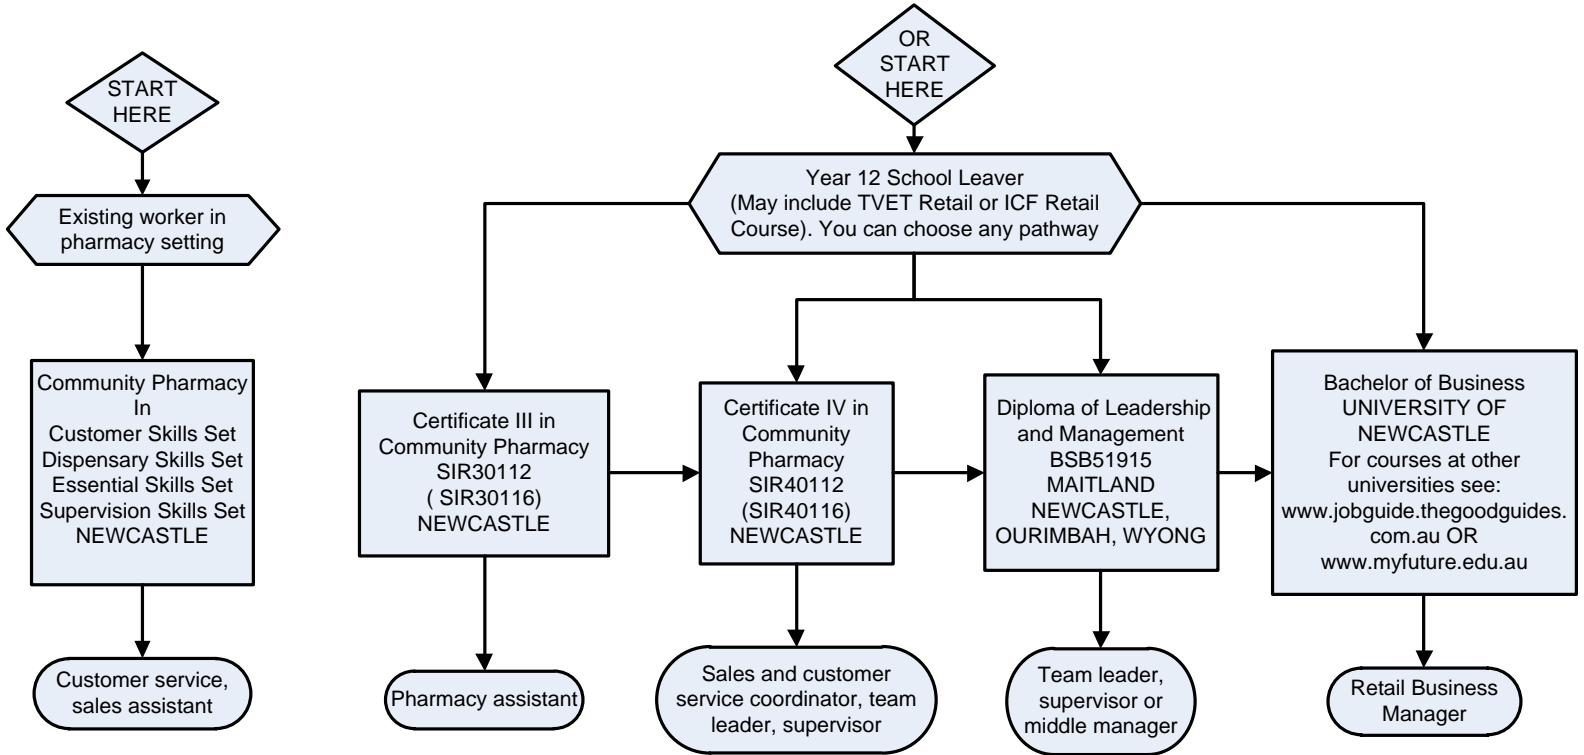 START
HERE
Existing worker in
pharmacy setting
Community Pharmacy
In
Customer Skills Set
Dispensary Skills Set
Essential Skills Set
Supervision Skills Set
NEWCASTLE
Customer service,
sales assistant
OR
START
HERE
Year 12 School Leaver
(May include TVET Retail or ICF Retail
Course). You can choose any pathway
Certificate III in
Community Pharmacy
SIR30112
( SIR30116)
NEWCASTLE
Certificate IV in
Community
Pharmacy
SIR40112
(SIR40116)
NEWCASTLE
Diploma of Leadership
and Management
BSB51915
MAITLAND
NEWCASTLE,
OURIMBAH, WYONG
Bachelor of Business
UNIVERSITY OF
NEWCASTLE
For courses at other
universities see:
www.jobguide.thegoodguides.
com.au OR
www.myfuture.edu.au
Pharmacy assistant
Sales and customer
service coordinator, team
leader, supervisor
Team leader,
supervisor or
middle manager
Retail Business
Manager